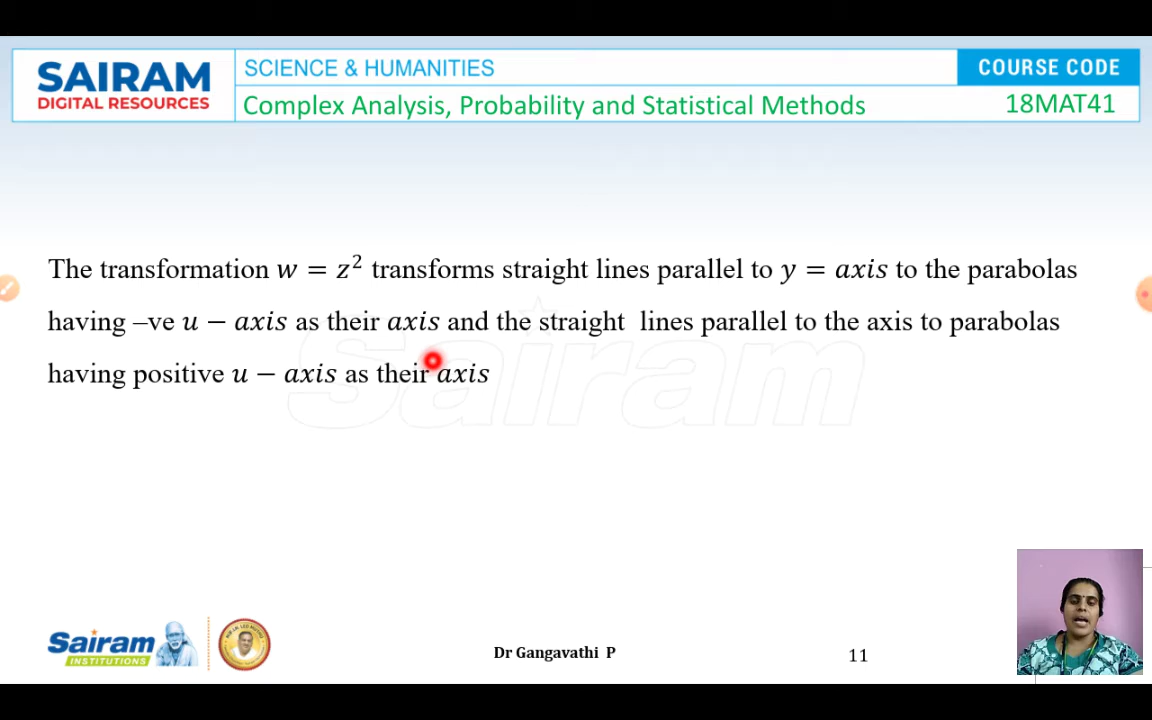 SAIRAM
DIGITAL RESOURCES
SCIENCE & HUMANITIES
COURSE CODE
Complex Analysis, Probability and Statistical Methods
18MAT41
The transformation w = z² transforms straight lines parallel to y = axis to the parabolas
having –ve u − axis as their axis and the straight lines parallel to the axis to parabolas
having positive u − axis as their axis
Sairam
Sairam
INSTITUTIONS
Dr Gangavathi P
11